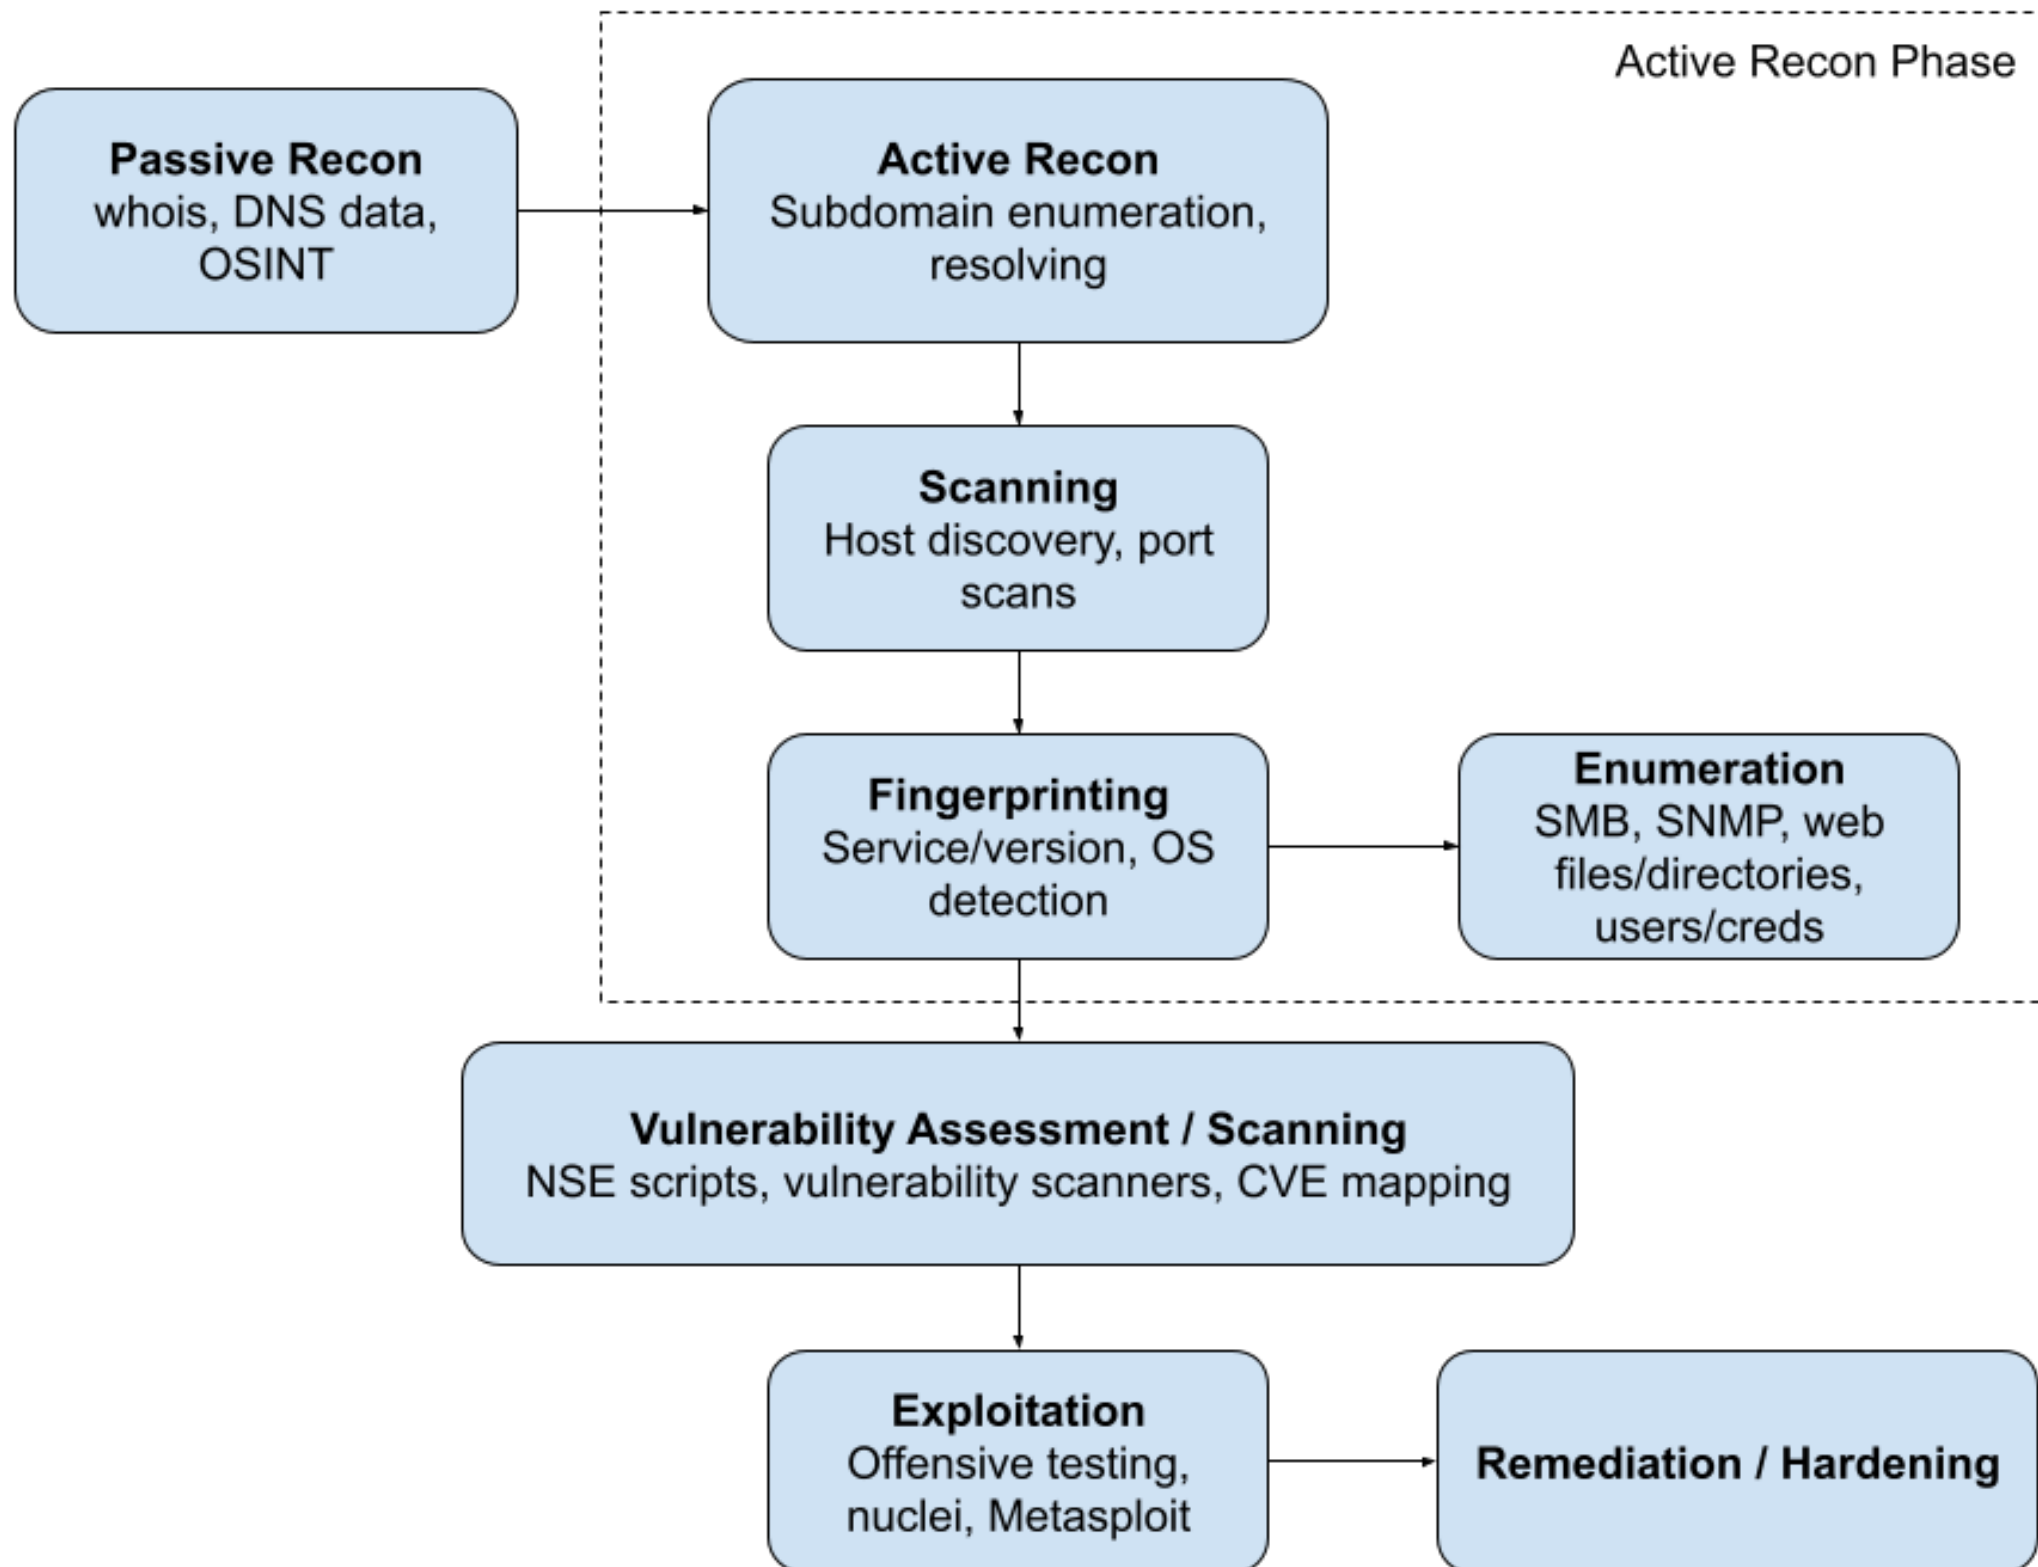 Active Recon Phase
Passive Recon
whois, DNS data,
OSINT
Active Recon
Subdomain enumeration,
resolving
Scanning
Host discovery, port
scans
Fingerprinting
Service/version, OS
detection
Enumeration
SMB, SNMP, web
files/directories,
users/creds
Vulnerability Assessment / Scanning
NSE scripts, vulnerability scanners, CVE mapping
Exploitation
Offensive testing,
nuclei, Metasploit
Remediation / Hardening